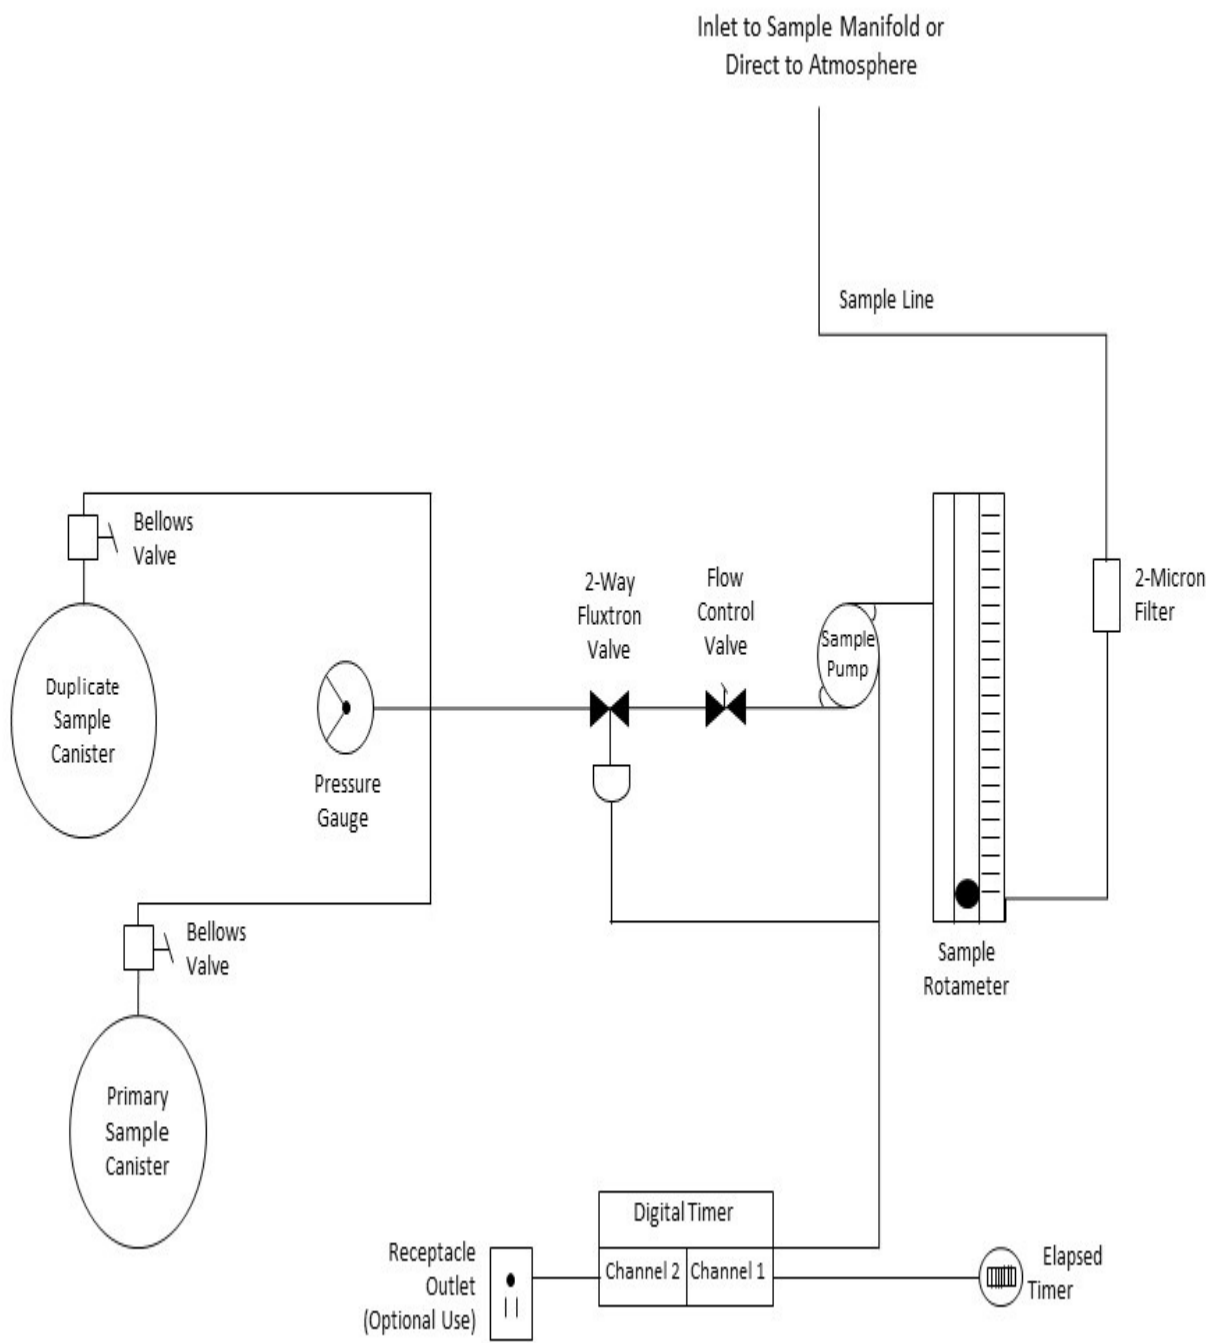 Inlet to Sample Manifold or
Direct to Atmosphere
Sample Line
Bellows
Valve
2-Way
Fluxtron
Valve
Flow
Control
Valve
2-Micron
Filter
Sample
Pump
Duplicate
Sample
Canister
Pressure
Gauge
Bellows
Valve
Sample
Rotameter
Primary
Sample
Canister
Digital Timer
Channel 2
Channel 1
Receptacle
Outlet
(Optional Use)
Elapsed
Timer